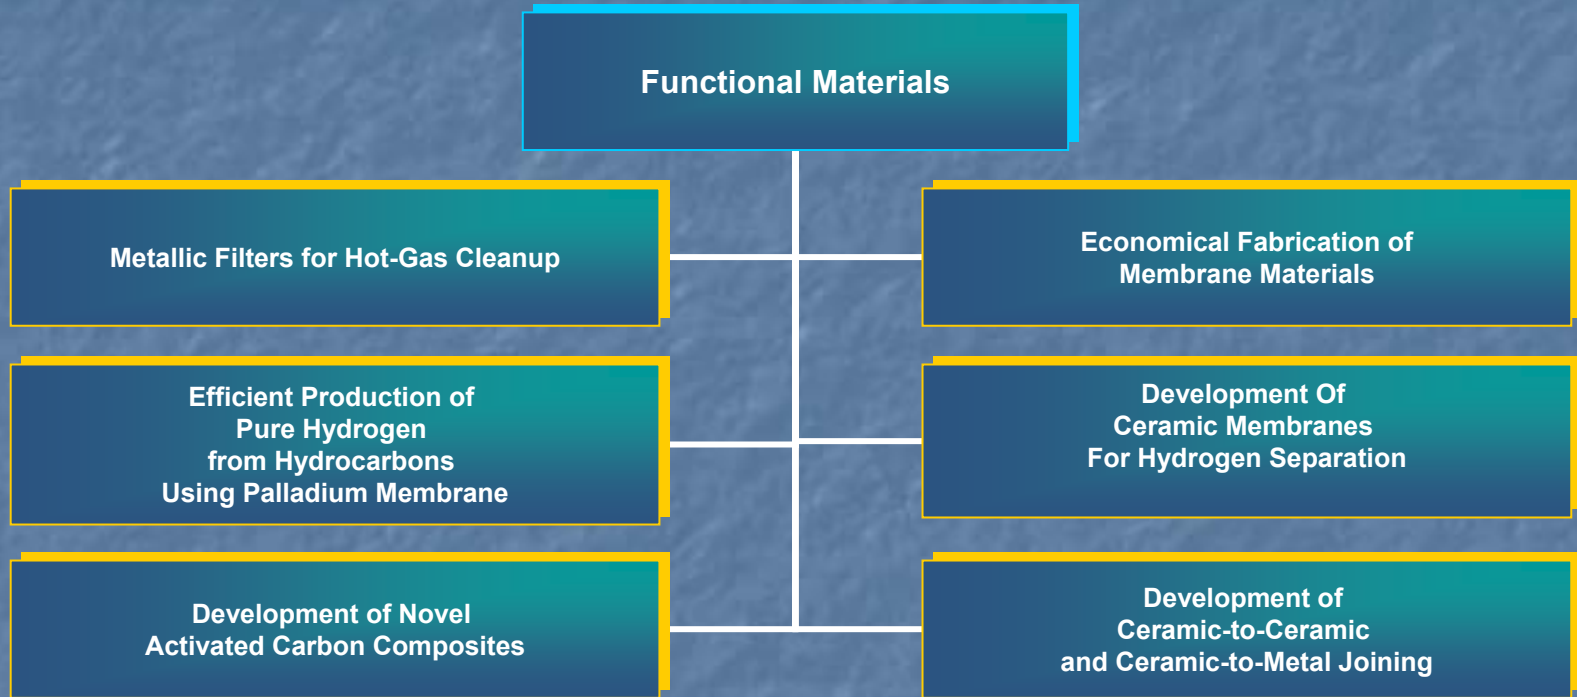 Functional Materials
Metallic Filters for Hot-Gas Cleanup
Economical Fabrication of
Membrane Materials
Efficient Production of
Pure Hydrogen
from Hydrocarbons
Using Palladium Membrane
Development Of
Ceramic Membranes
For Hydrogen Separation
Development of Novel
Activated Carbon Composites
Development of
Ceramic-to-Ceramic
and Ceramic-to-Metal Joining